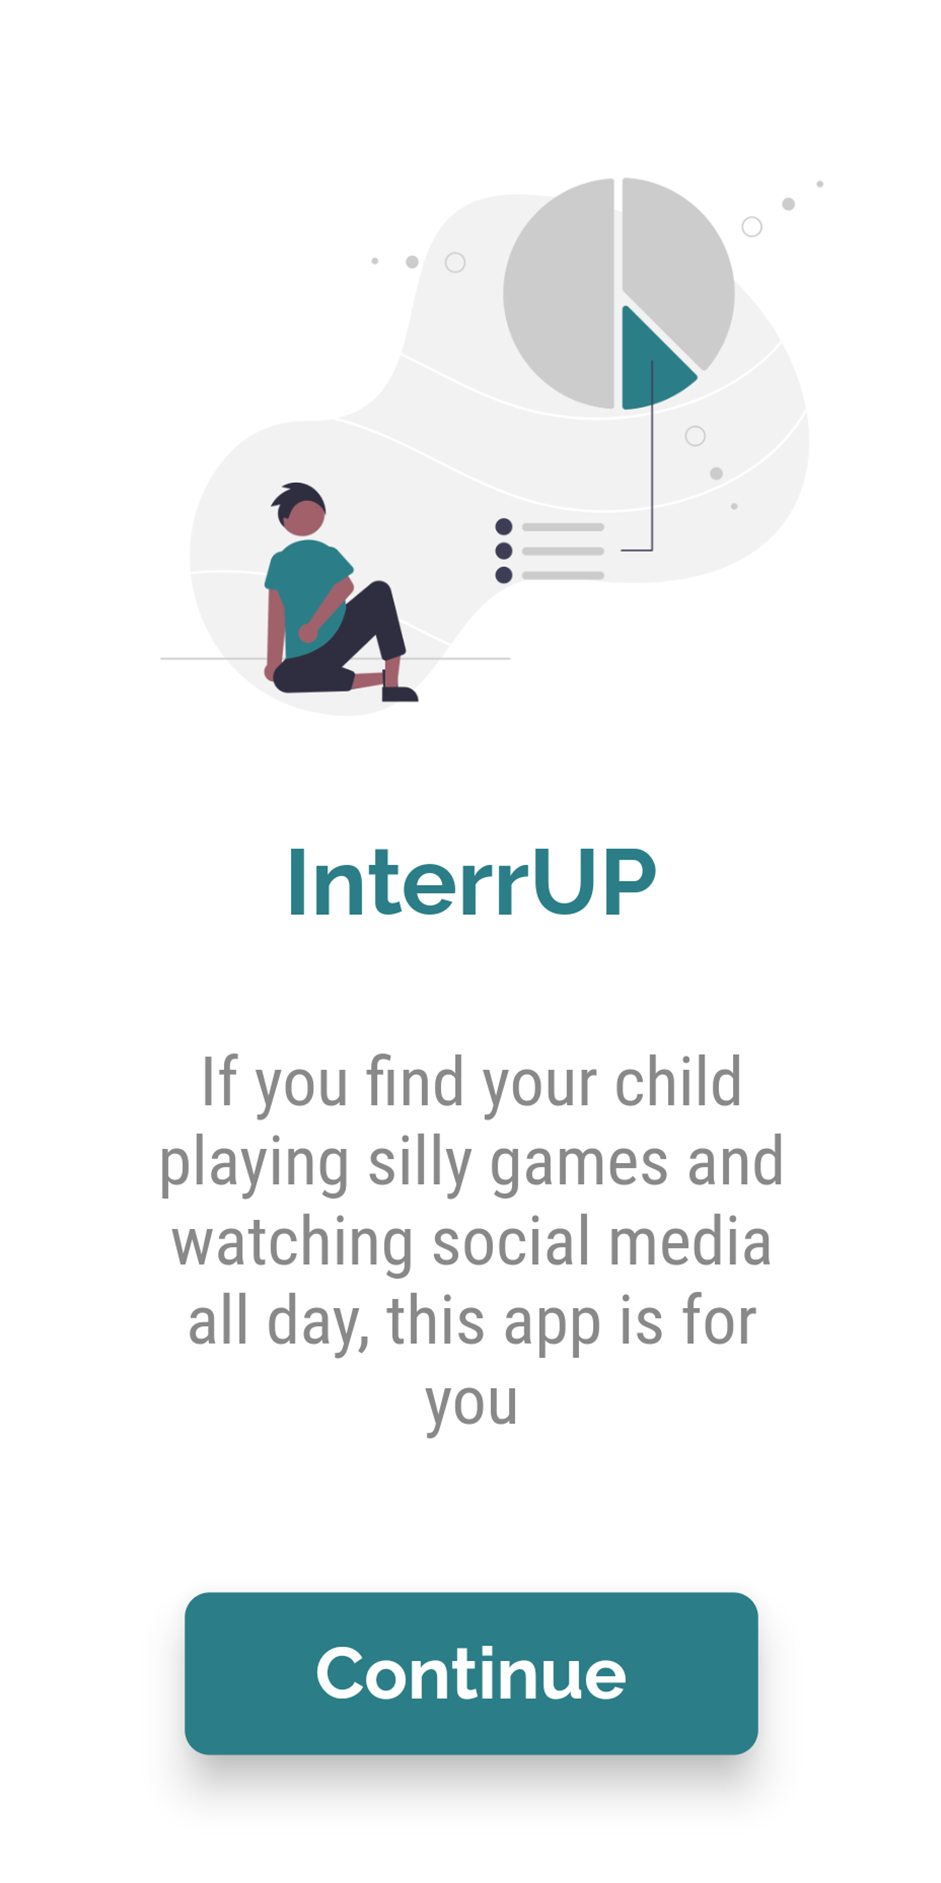 InterrUP
If you find your child
playing silly games and
watching social media
all day, this app is for
you
Continue